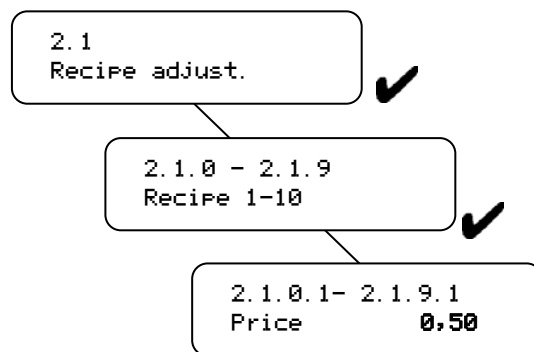 2.1
Recipe adjust.
2.1.0 - 2.1.9
Recipe 1-10
2.1.0.1- 2.1.9.1
Price 0,50